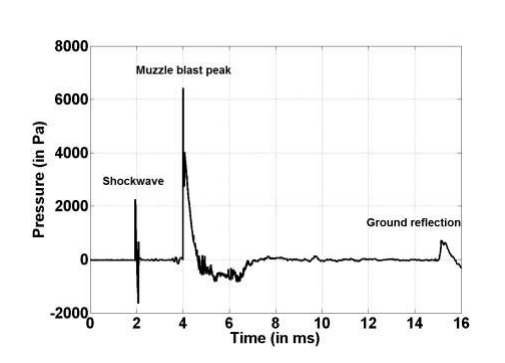 8000
Muzzle blast peak
6000
4000
Shockwave
2000
Ground reflection
0
-2000
0 2 4 6 8 10 12 14 16
Time (in ms)
Pressure (in Pa)